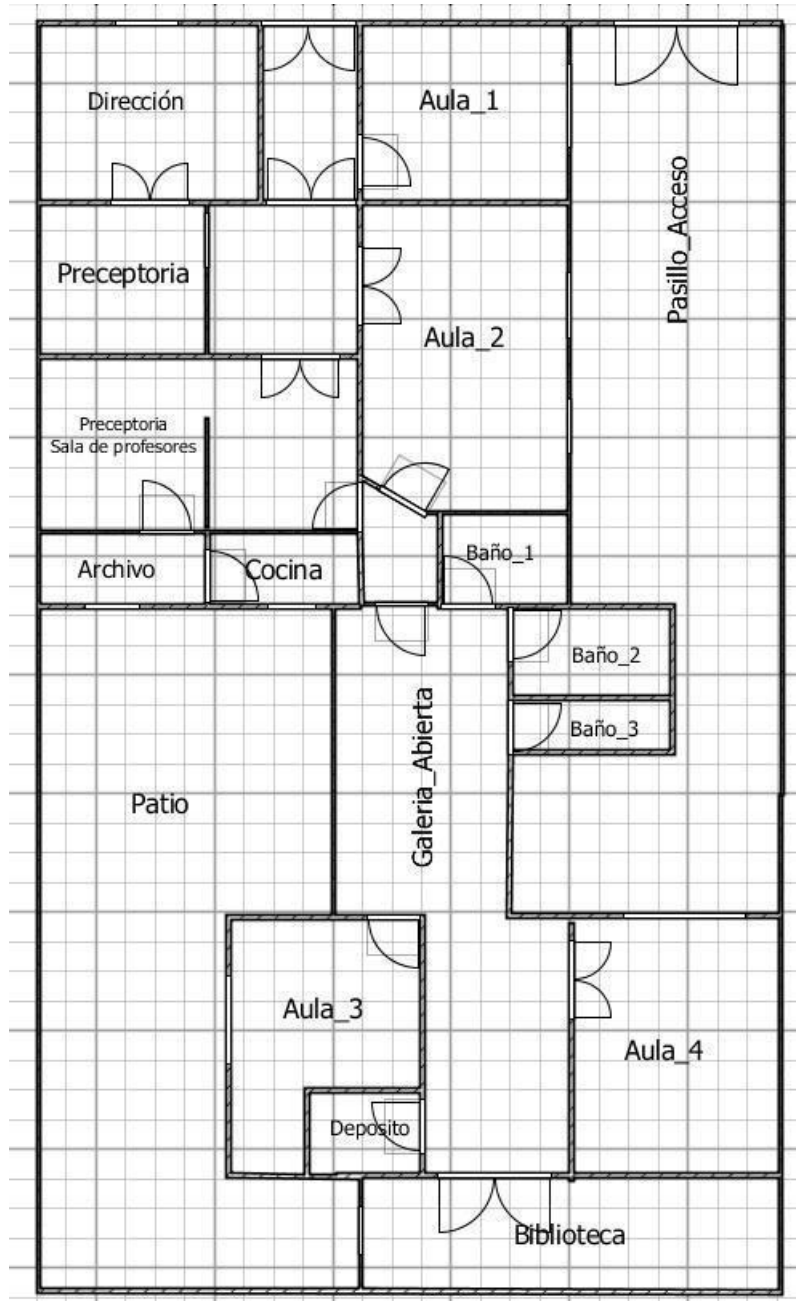 Dirección
Aula_1
Pasillo_Acceso
Preceptoria
Aula_2
Preceptoria
Sala de profesores
Archivo
Cocina
Baño_1
Baño_2
Baño_3
Galeria_Abierta
Patio
Aula_3
Aula_4
Deposito
Biblioteca